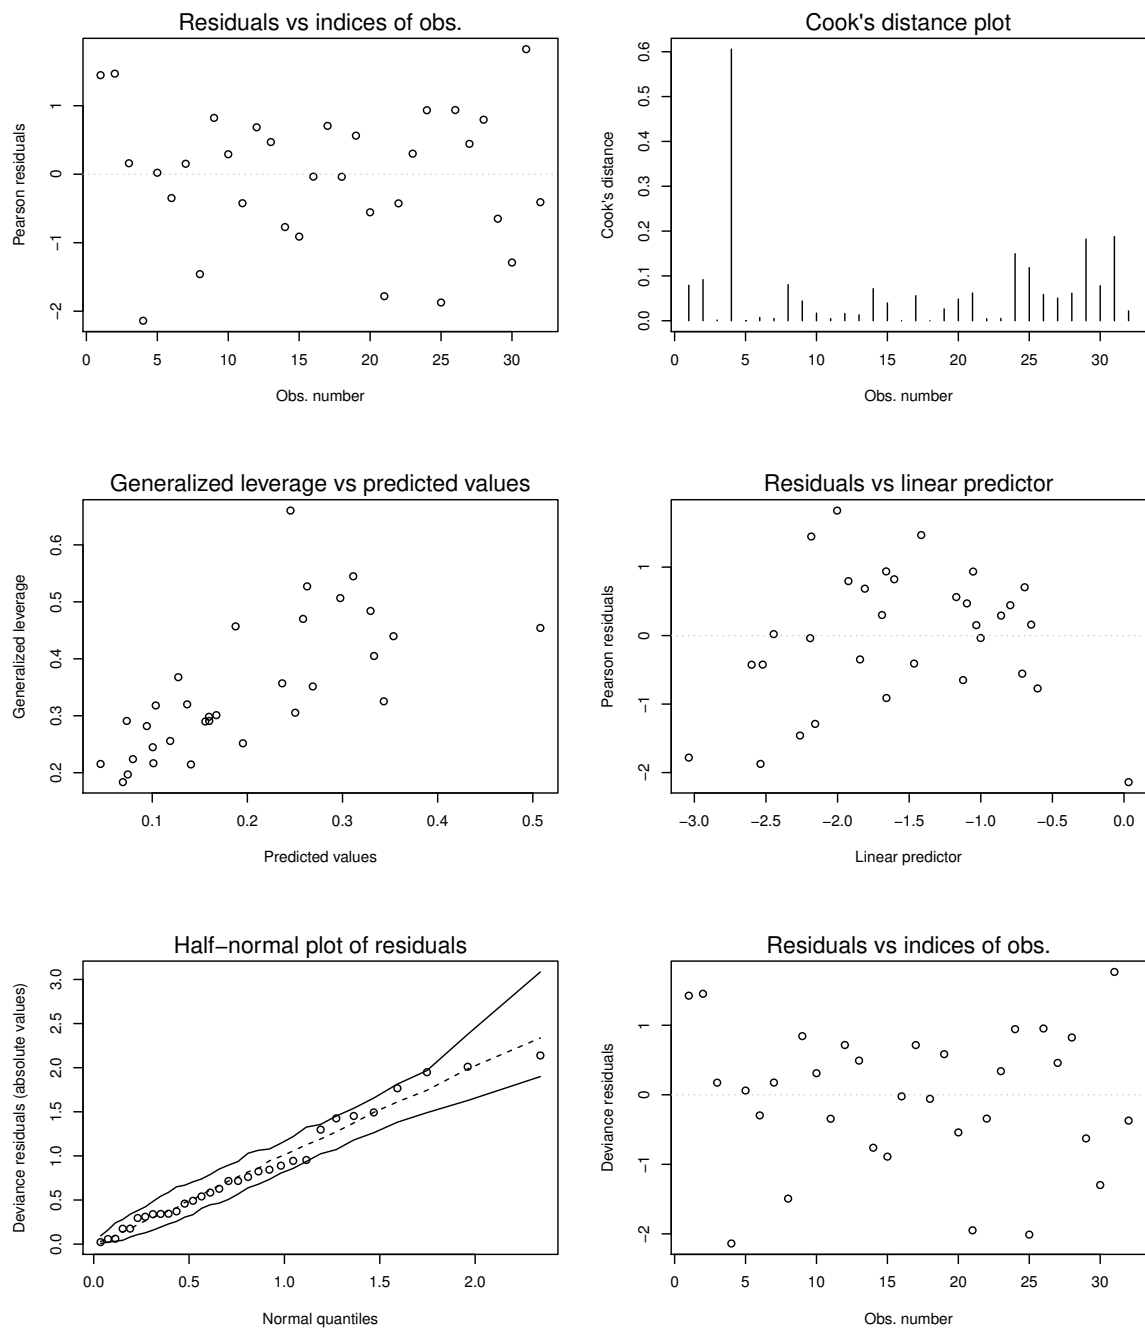 Residuals vs indices of obs.
Pearson residuals
1
0
−1
−2
0 5 10 15 20 25 30
Obs. number
Cook's distance plot
Cook's distance
0.6
0.5
0.4
0.3
0.2
0.1
0.0
0 5 10 15 20 25 30
Obs. number
Generalized leverage vs predicted values
Generalized leverage
0.6
0.5
0.4
0.3
0.2
0.1 0.2 0.3 0.4 0.5
Predicted values
Residuals vs linear predictor
Pearson residuals
1
0
−1
−2
−3.0 −2.5 −2.0 −1.5 −1.0 −0.5 0.0
Linear predictor
Half−normal plot of residuals
Deviance residuals (absolute values)
3.0
2.5
2.0
1.5
1.0
0.5
0.0
0.0 0.5 1.0 1.5 2.0
Normal quantiles
Residuals vs indices of obs.
Deviance residuals
1
0
−1
−2
0 5 10 15 20 25 30
Obs. number